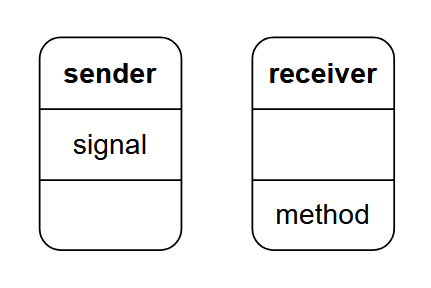 sender
signal
receiver
method